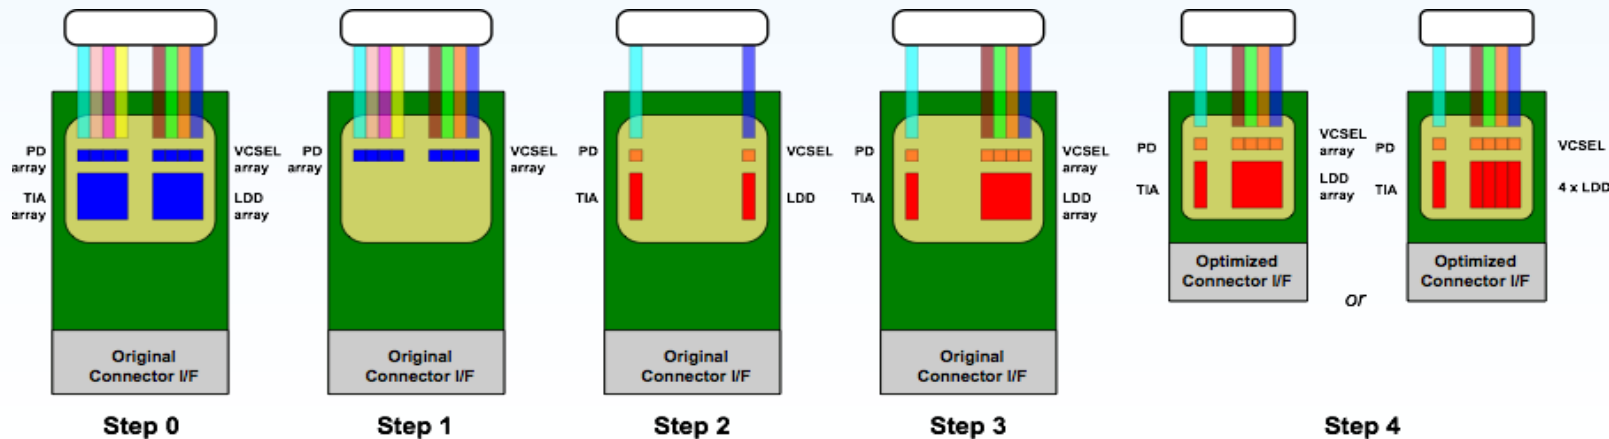 PD
array
TIA
array
VCSEL
array
LDD
array
Original
Connector I/F
Step 0
PD
array
VCSEL
array
Original
Connector I/F
Step 1
PD
TIA
VCSEL
LDD
Original
Connector I/F
Step 2
PD
TIA
VCSEL
array
LDD
array
Original
Connector I/F
Step 3
PD
TIA
VCSEL
array
LDD
array
Optimized
Connector I/F
or
PD
TIA
VCSEL
4 x LDD
Optimized
Connector I/F
Step 4